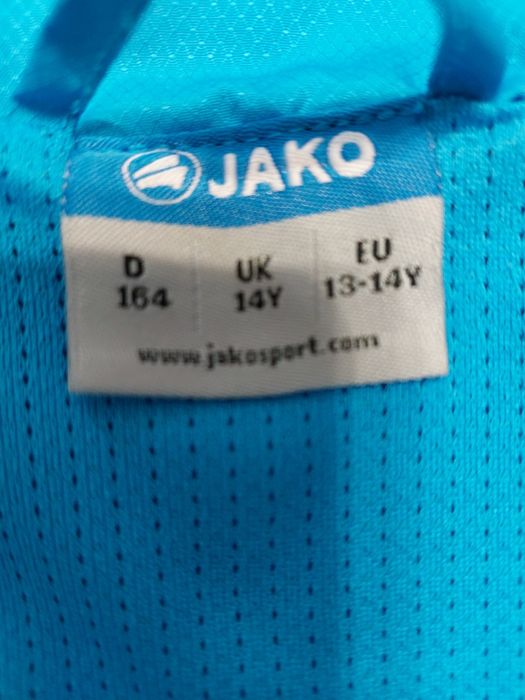 JAKO
D UK EU
164 14Y 13-14Y
www.jakosport.com